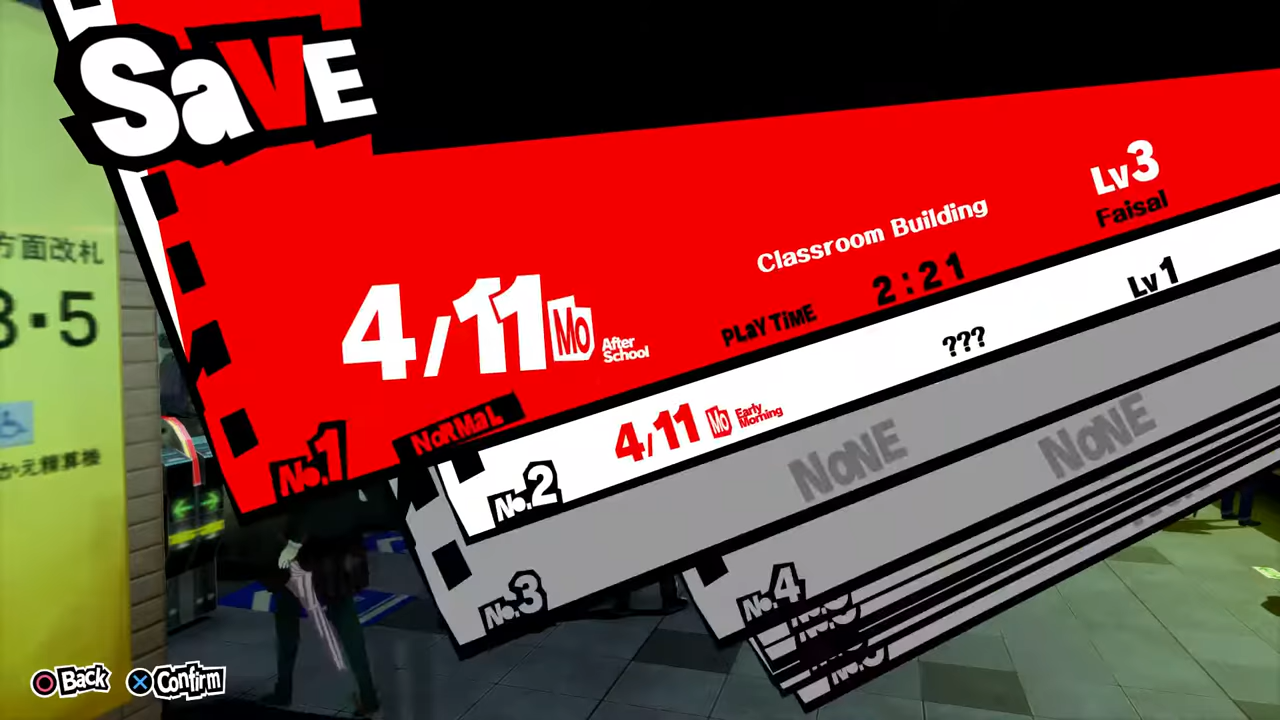 SaVE
方面改札
3・5
Lv3
Faisal
Classroom Building
PLaY TiME 2:21
4/11 Mo After School
No.1 NoRMaL
Lv1
???
4/11 Mo Early Morning
No.2
NoNE
No.3
NoNE
No.4
Back Confirm